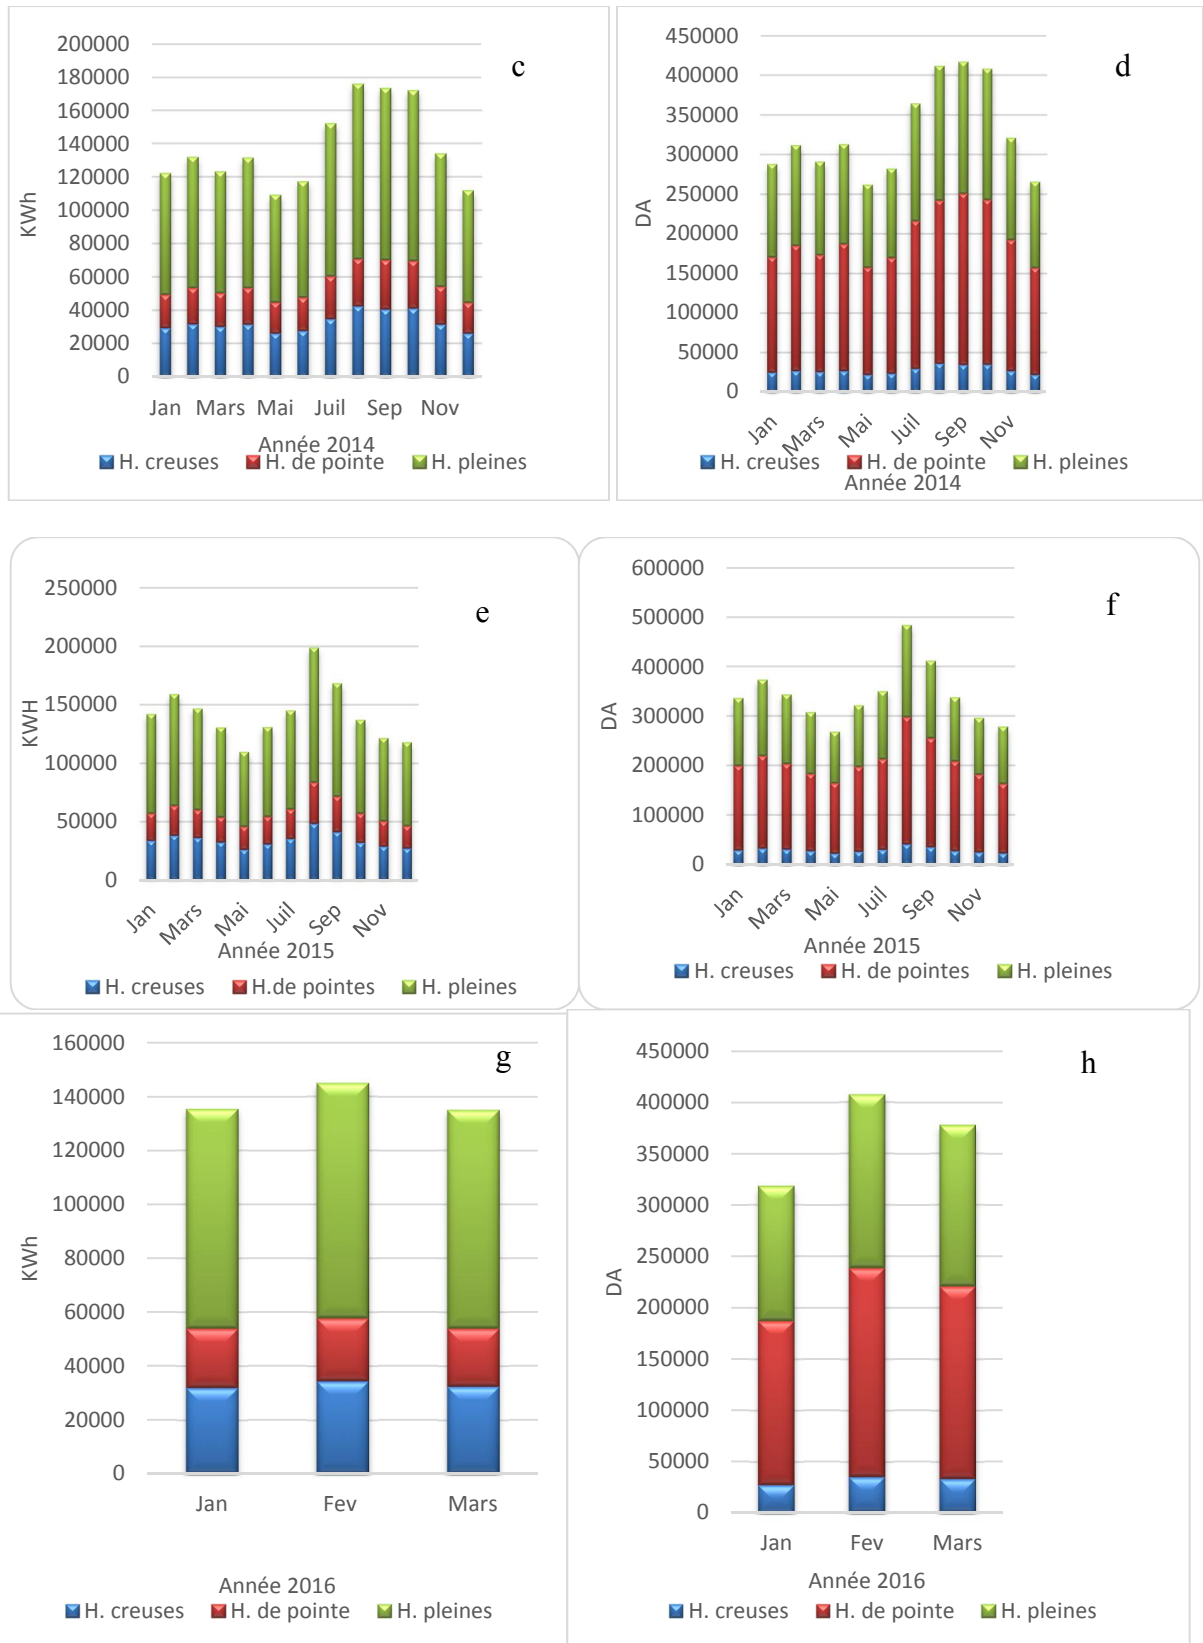 c
200000
180000
160000
140000
120000
100000
80000
60000
40000
20000
0
KWh
Jan Mars Mai Juil Sep Nov
Année 2014
H. creuses H. de pointe H. pleines
d
450000
400000
350000
300000
250000
200000
150000
100000
50000
0
DA
Jan Mars Mai Juil Sep Nov
H. creuses H. de pointe H. pleines
Année 2014
e
250000
200000
150000
100000
50000
0
KWH
Jan Mars Mai Juil Sep Nov
Année 2015
H. creuses H.de pointes H. pleines
f
600000
500000
400000
300000
200000
100000
0
DA
Jan Mars Mai Juil Sep Nov
Année 2015
H. creuses H. de pointe H. pleines
g
160000
140000
120000
100000
80000
60000
40000
20000
0
KWh
Jan Fev Mars
Année 2016
H. creuses H. de pointe H. pleines
h
450000
400000
350000
300000
250000
200000
150000
100000
50000
0
DA
Jan Fev Mars
Année 2016
H. creuses H. de pointe H. pleines